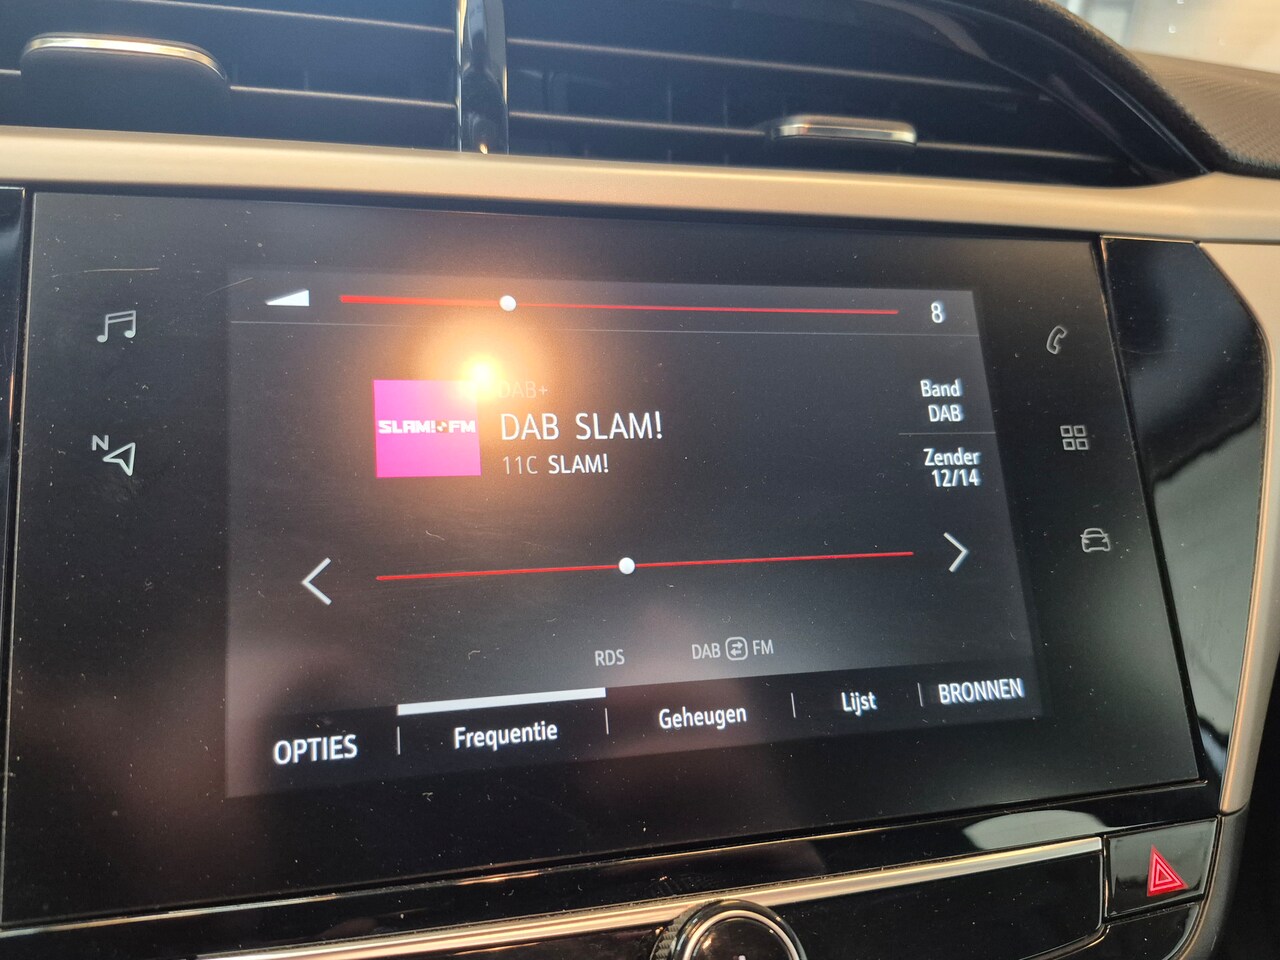 8
DAB+
SLAM! FM
DAB SLAM!
11C SLAM!
Band
DAB
Zender
12/14
N
RDS
DAB FM
OPTIES
Frequentie
Geheugen
Lijst
BRONNEN